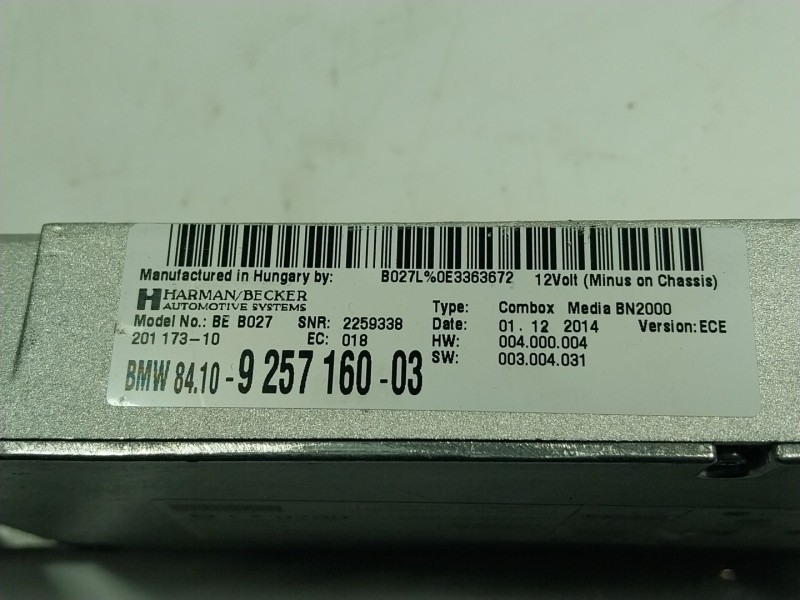 Manufactured in Hungary by: B027L%0E3363672 12Volt (Minus on Chassis)
HARMAN/BECKER
AUTOMOTIVE SYSTEMS
Type: Combox Media BN2000
Model No.: BE B027 SNR: 2259338 Date: 01. 12 2014 Version: ECE
201 173-10 EC: 018 HW: 004.000.004
SW: 003.004.031
BMW 84.10 - 9 257 160 - 03